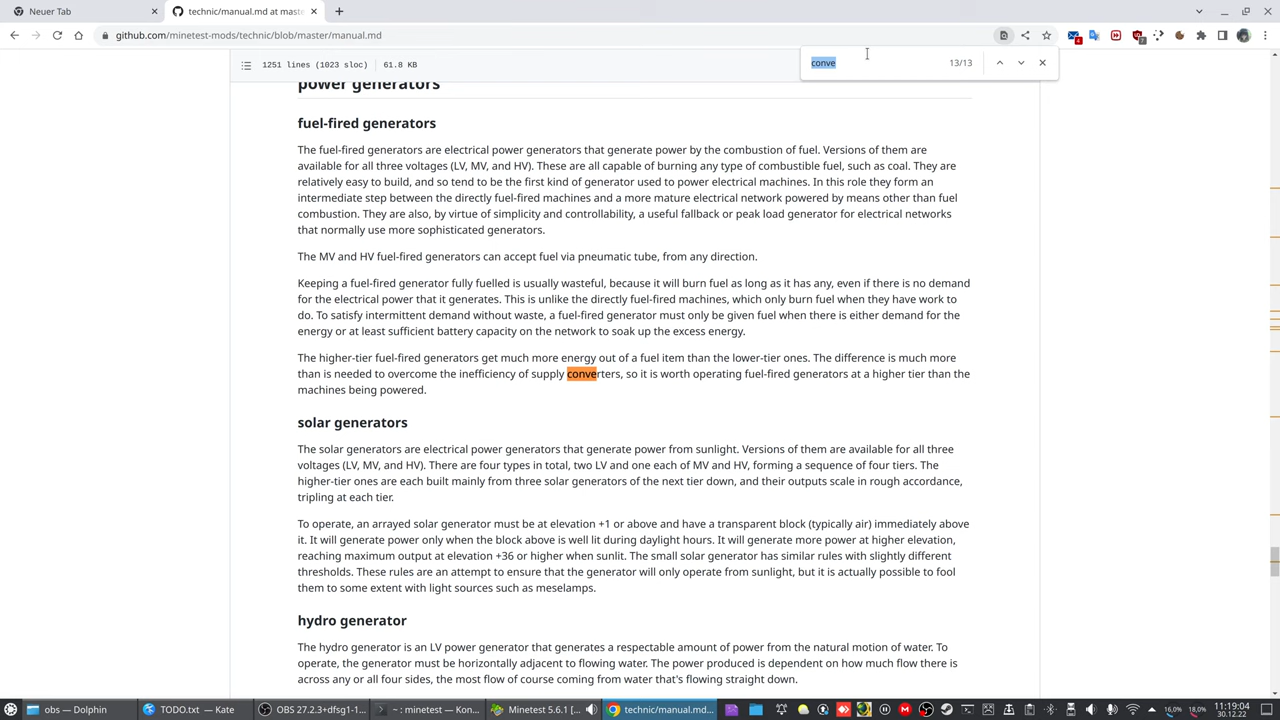 Neuer Tab
technic/manual.md at maste
github.com/minetest-mods/technic/blob/master/manual.md
conve
13/13
1251 lines (1023 sloc)
61.8 KB
power generators
fuel-fired generators
The fuel-fired generators are electrical power generators that generate power by the combustion of fuel. Versions of them are
available for all three voltages (LV, MV, and HV). These are all capable of burning any type of combustible fuel, such as coal. They are
relatively easy to build, and so tend to be the first kind of generator used to power electrical machines. In this role they form an
intermediate step between the directly fuel-fired machines and a more mature electrical network powered by means other than fuel
combustion. They are also, by virtue of simplicity and controllability, a useful fallback or peak load generator for electrical networks
that normally use more sophisticated generators.
The MV and HV fuel-fired generators can accept fuel via pneumatic tube, from any direction.
Keeping a fuel-fired generator fully fuelled is usually wasteful, because it will burn fuel as long as it has any, even if there is no demand
for the electrical power that it generates. This is unlike the directly fuel-fired machines, which only burn fuel when they have work to
do. To satisfy intermittent demand without waste, a fuel-fired generator must only be given fuel when there is either demand for the
energy or at least sufficient battery capacity on the network to soak up the excess energy.
The higher-tier fuel-fired generators get much more energy out of a fuel item than the lower-tier ones. The difference is much more
than is needed to overcome the inefficiency of supply converters, so it is worth operating fuel-fired generators at a higher tier than the
machines being powered.
solar generators
The solar generators are electrical power generators that generate power from sunlight. Versions of them are available for all three
voltages (LV, MV, and HV). There are four types in total, two LV and one each of MV and HV, forming a sequence of four tiers. The
higher-tier ones are each built mainly from three solar generators of the next tier down, and their outputs scale in rough accordance,
tripling at each tier.
To operate, an arrayed solar generator must be at elevation +1 or above and have a transparent block (typically air) immediately above
it. It will generate power only when the block above is well lit during daylight hours. It will generate more power at higher elevation,
reaching maximum output at elevation +36 or higher when sunlit. The small solar generator has similar rules with slightly different
thresholds. These rules are an attempt to ensure that the generator will only operate from sunlight, but it is actually possible to fool
them to some extent with light sources such as meselamps.
hydro generator
The hydro generator is an LV power generator that generates a respectable amount of power from the natural motion of water. To
operate, the generator must be horizontally adjacent to flowing water. The power produced is dependent on how much flow there is
across any or all four sides, the most flow of course coming from water that's flowing straight down.
obs — Dolphin
TODO.txt — Kate
OBS 27.2.3+dfsg1-1...
~ : minetest — Kon...
Minetest 5.6.1 [...
technic/manual.md...
16,0%
18,0%
11:19:04
30.12.22